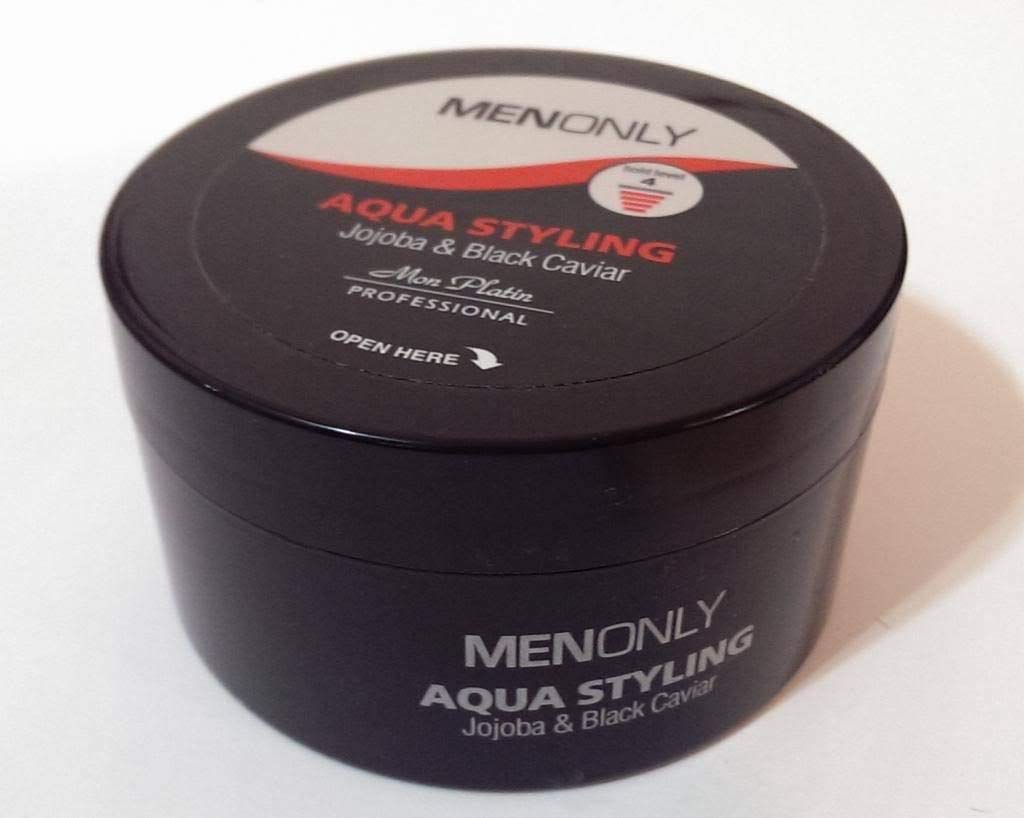 MENONLY
hold level
4
AQUA STYLING
Jojoba & Black Caviar
Mon Platin
PROFESSIONAL
OPEN HERE
MENONLY
AQUA STYLING
Jojoba & Black Caviar